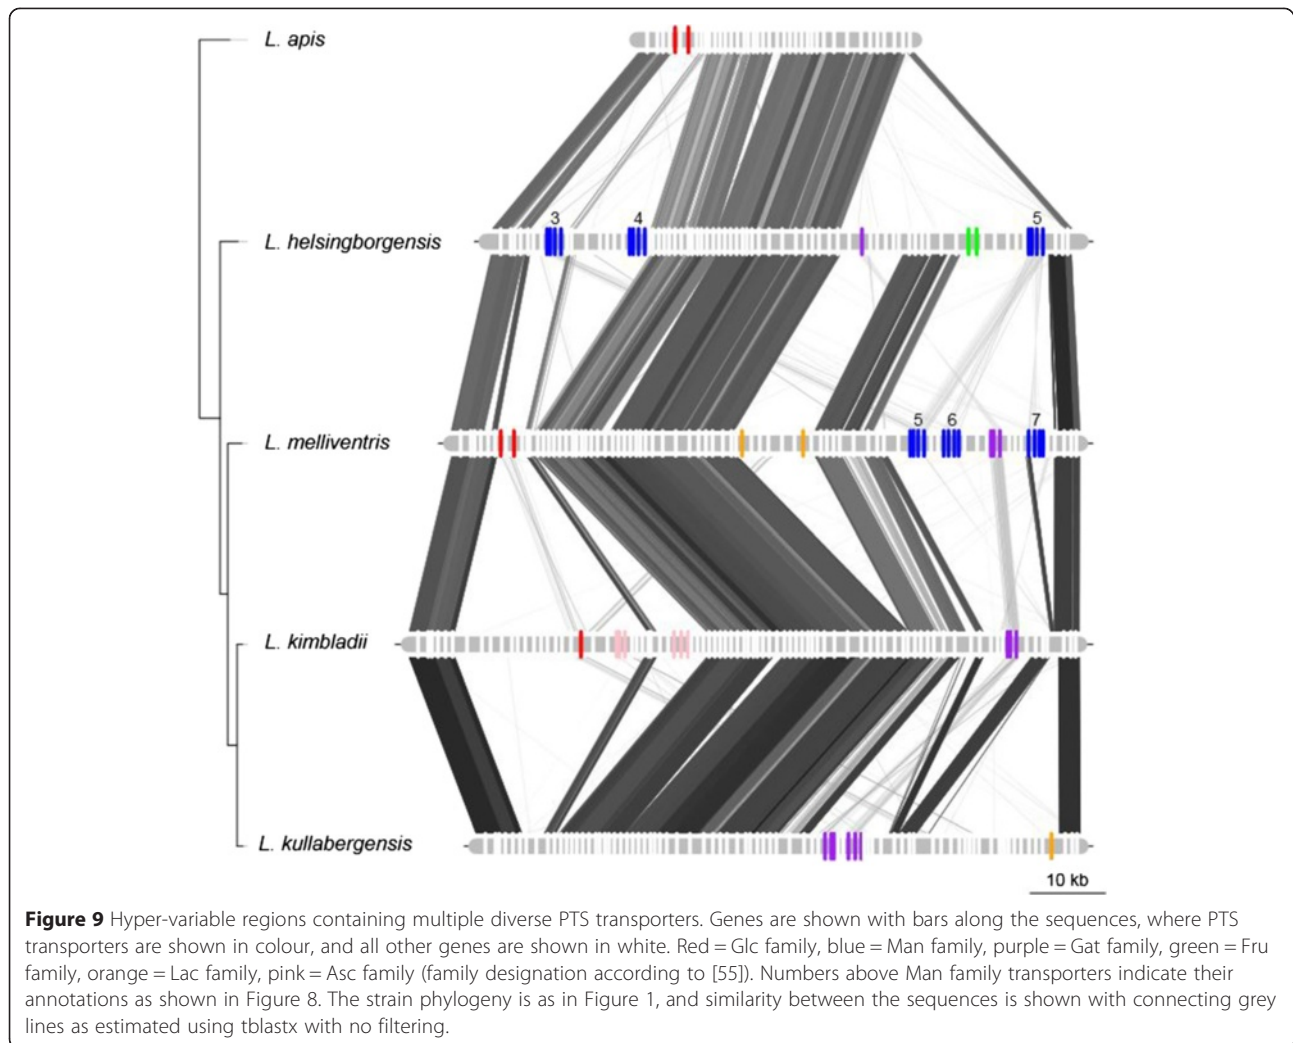 L. apis
3 4 5
L. helsingborgensis
5 6 7
L. melliventris
L. kimbladii
L. kullabergensis
10 kb
Figure 9 Hyper-variable regions containing multiple diverse PTS transporters. Genes are shown with bars along the sequences, where PTS
transporters are shown in colour, and all other genes are shown in white. Red = Glc family, blue = Man family, purple = Gat family, green = Fru
family, orange = Lac family, pink = Asc family (family designation according to [55]). Numbers above Man family transporters indicate their
annotations as shown in Figure 8. The strain phylogeny is as in Figure 1, and similarity between the sequences is shown with connecting grey
lines as estimated using tblastx with no filtering.